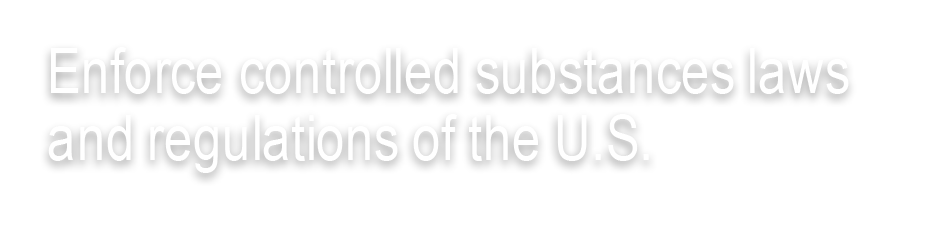 Enforce controlled substances laws
and regulations of the U.S.